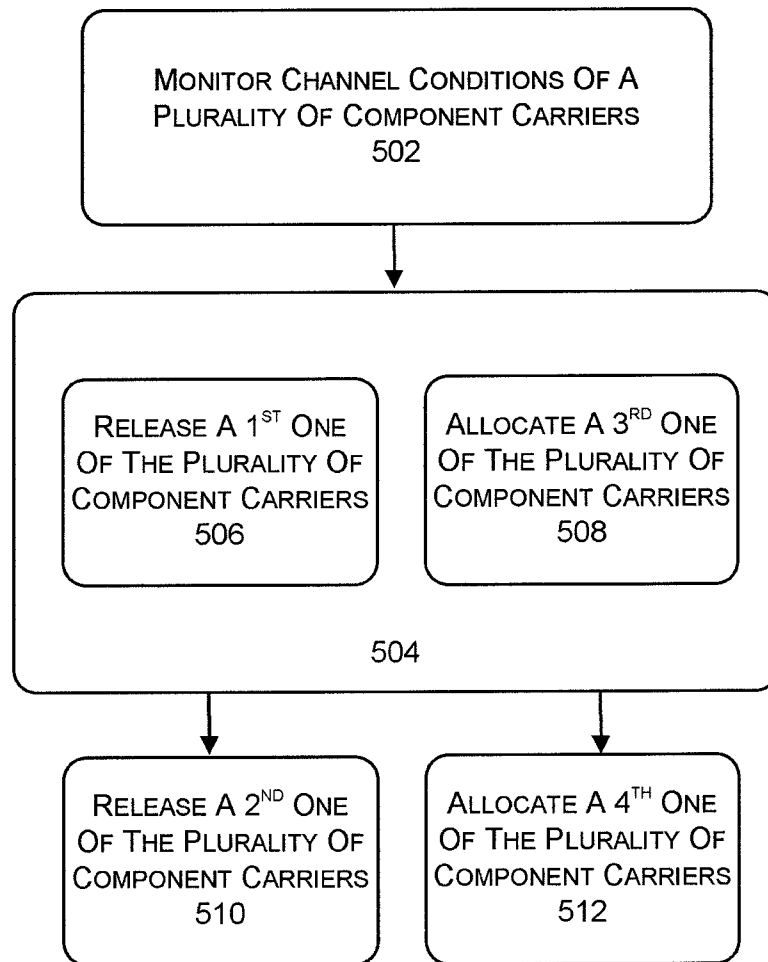 MONITOR CHANNEL CONDITIONS OF A
PLURALITY OF COMPONENT CARRIERS
502
RELEASE A 1ST ONE
OF THE PLURALITY OF
COMPONENT CARRIERS
506
ALLOCATE A 3RD ONE
OF THE PLURALITY OF
COMPONENT CARRIERS
508
504
RELEASE A 2ND ONE
OF THE PLURALITY OF
COMPONENT CARRIERS
510
ALLOCATE A 4TH ONE
OF THE PLURALITY OF
COMPONENT CARRIERS
512